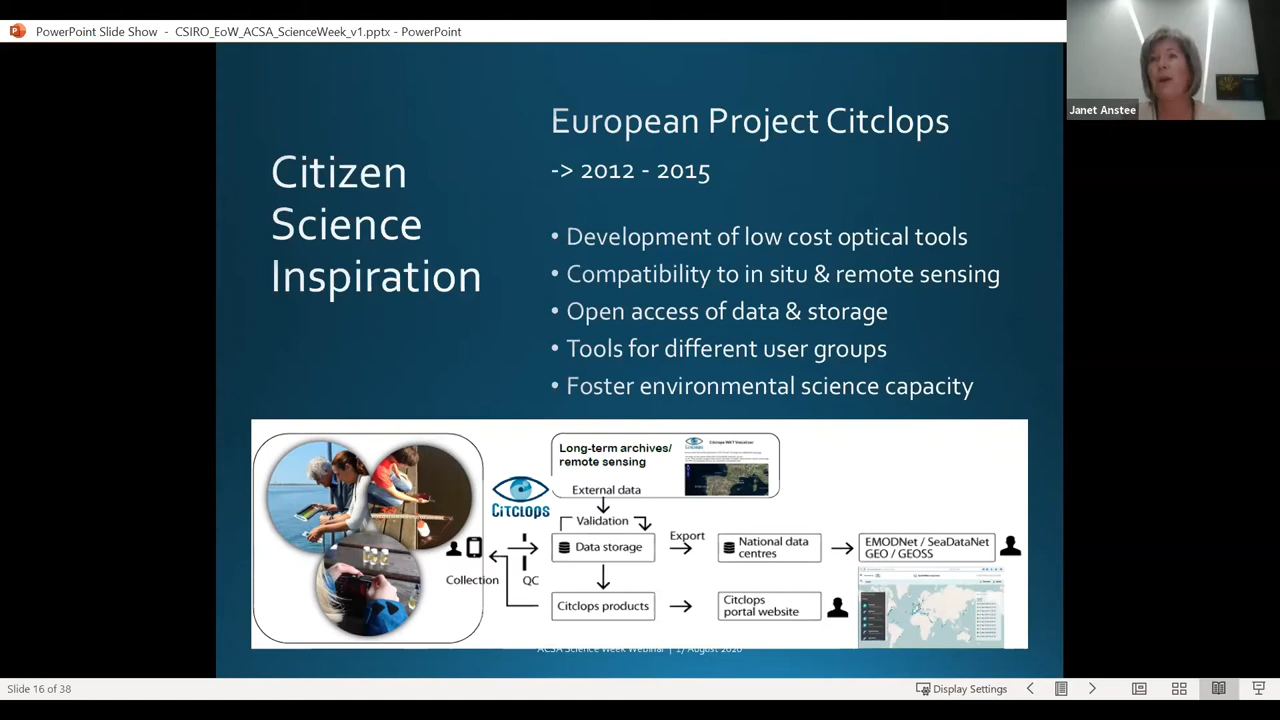 PowerPoint Slide Show - CSIRO_EoW_ACSA_ScienceWeek_v1.pptx - PowerPoint
Janet Anstee
Citizen
Science
Inspiration
European Project Citclops
-> 2012 - 2015
• Development of low cost optical tools
• Compatibility to in situ & remote sensing
• Open access of data & storage
• Tools for different user groups
• Foster environmental science capacity
Long-term archives/
remote sensing
External data
Validation
CITCLOPS
Data storage
Export
National data
centres
EMODNet / SeaDataNet
GEO / GEOSS
Collection
QC
Citclops products
Citclops
portal website
ACSA Science Week Webinar | 17 August 2020
Slide 16 of 38
Display Settings